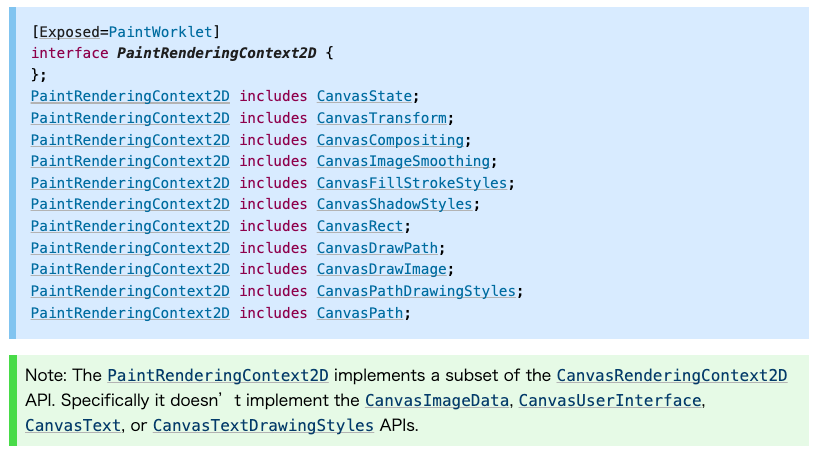 [Exposed=PaintWorklet]
interface PaintRenderingContext2D {
};
PaintRenderingContext2D includes CanvasState;
PaintRenderingContext2D includes CanvasTransform;
PaintRenderingContext2D includes CanvasCompositing;
PaintRenderingContext2D includes CanvasImageSmoothing;
PaintRenderingContext2D includes CanvasFillStrokeStyles;
PaintRenderingContext2D includes CanvasShadowStyles;
PaintRenderingContext2D includes CanvasRect;
PaintRenderingContext2D includes CanvasDrawPath;
PaintRenderingContext2D includes CanvasDrawImage;
PaintRenderingContext2D includes CanvasPathDrawingStyles;
PaintRenderingContext2D includes CanvasPath;
Note: The PaintRenderingContext2D implements a subset of the CanvasRenderingContext2D
API. Specifically it doesn’t implement the CanvasImageData, CanvasUserInterface,
CanvasText, or CanvasTextDrawingStyles APIs.